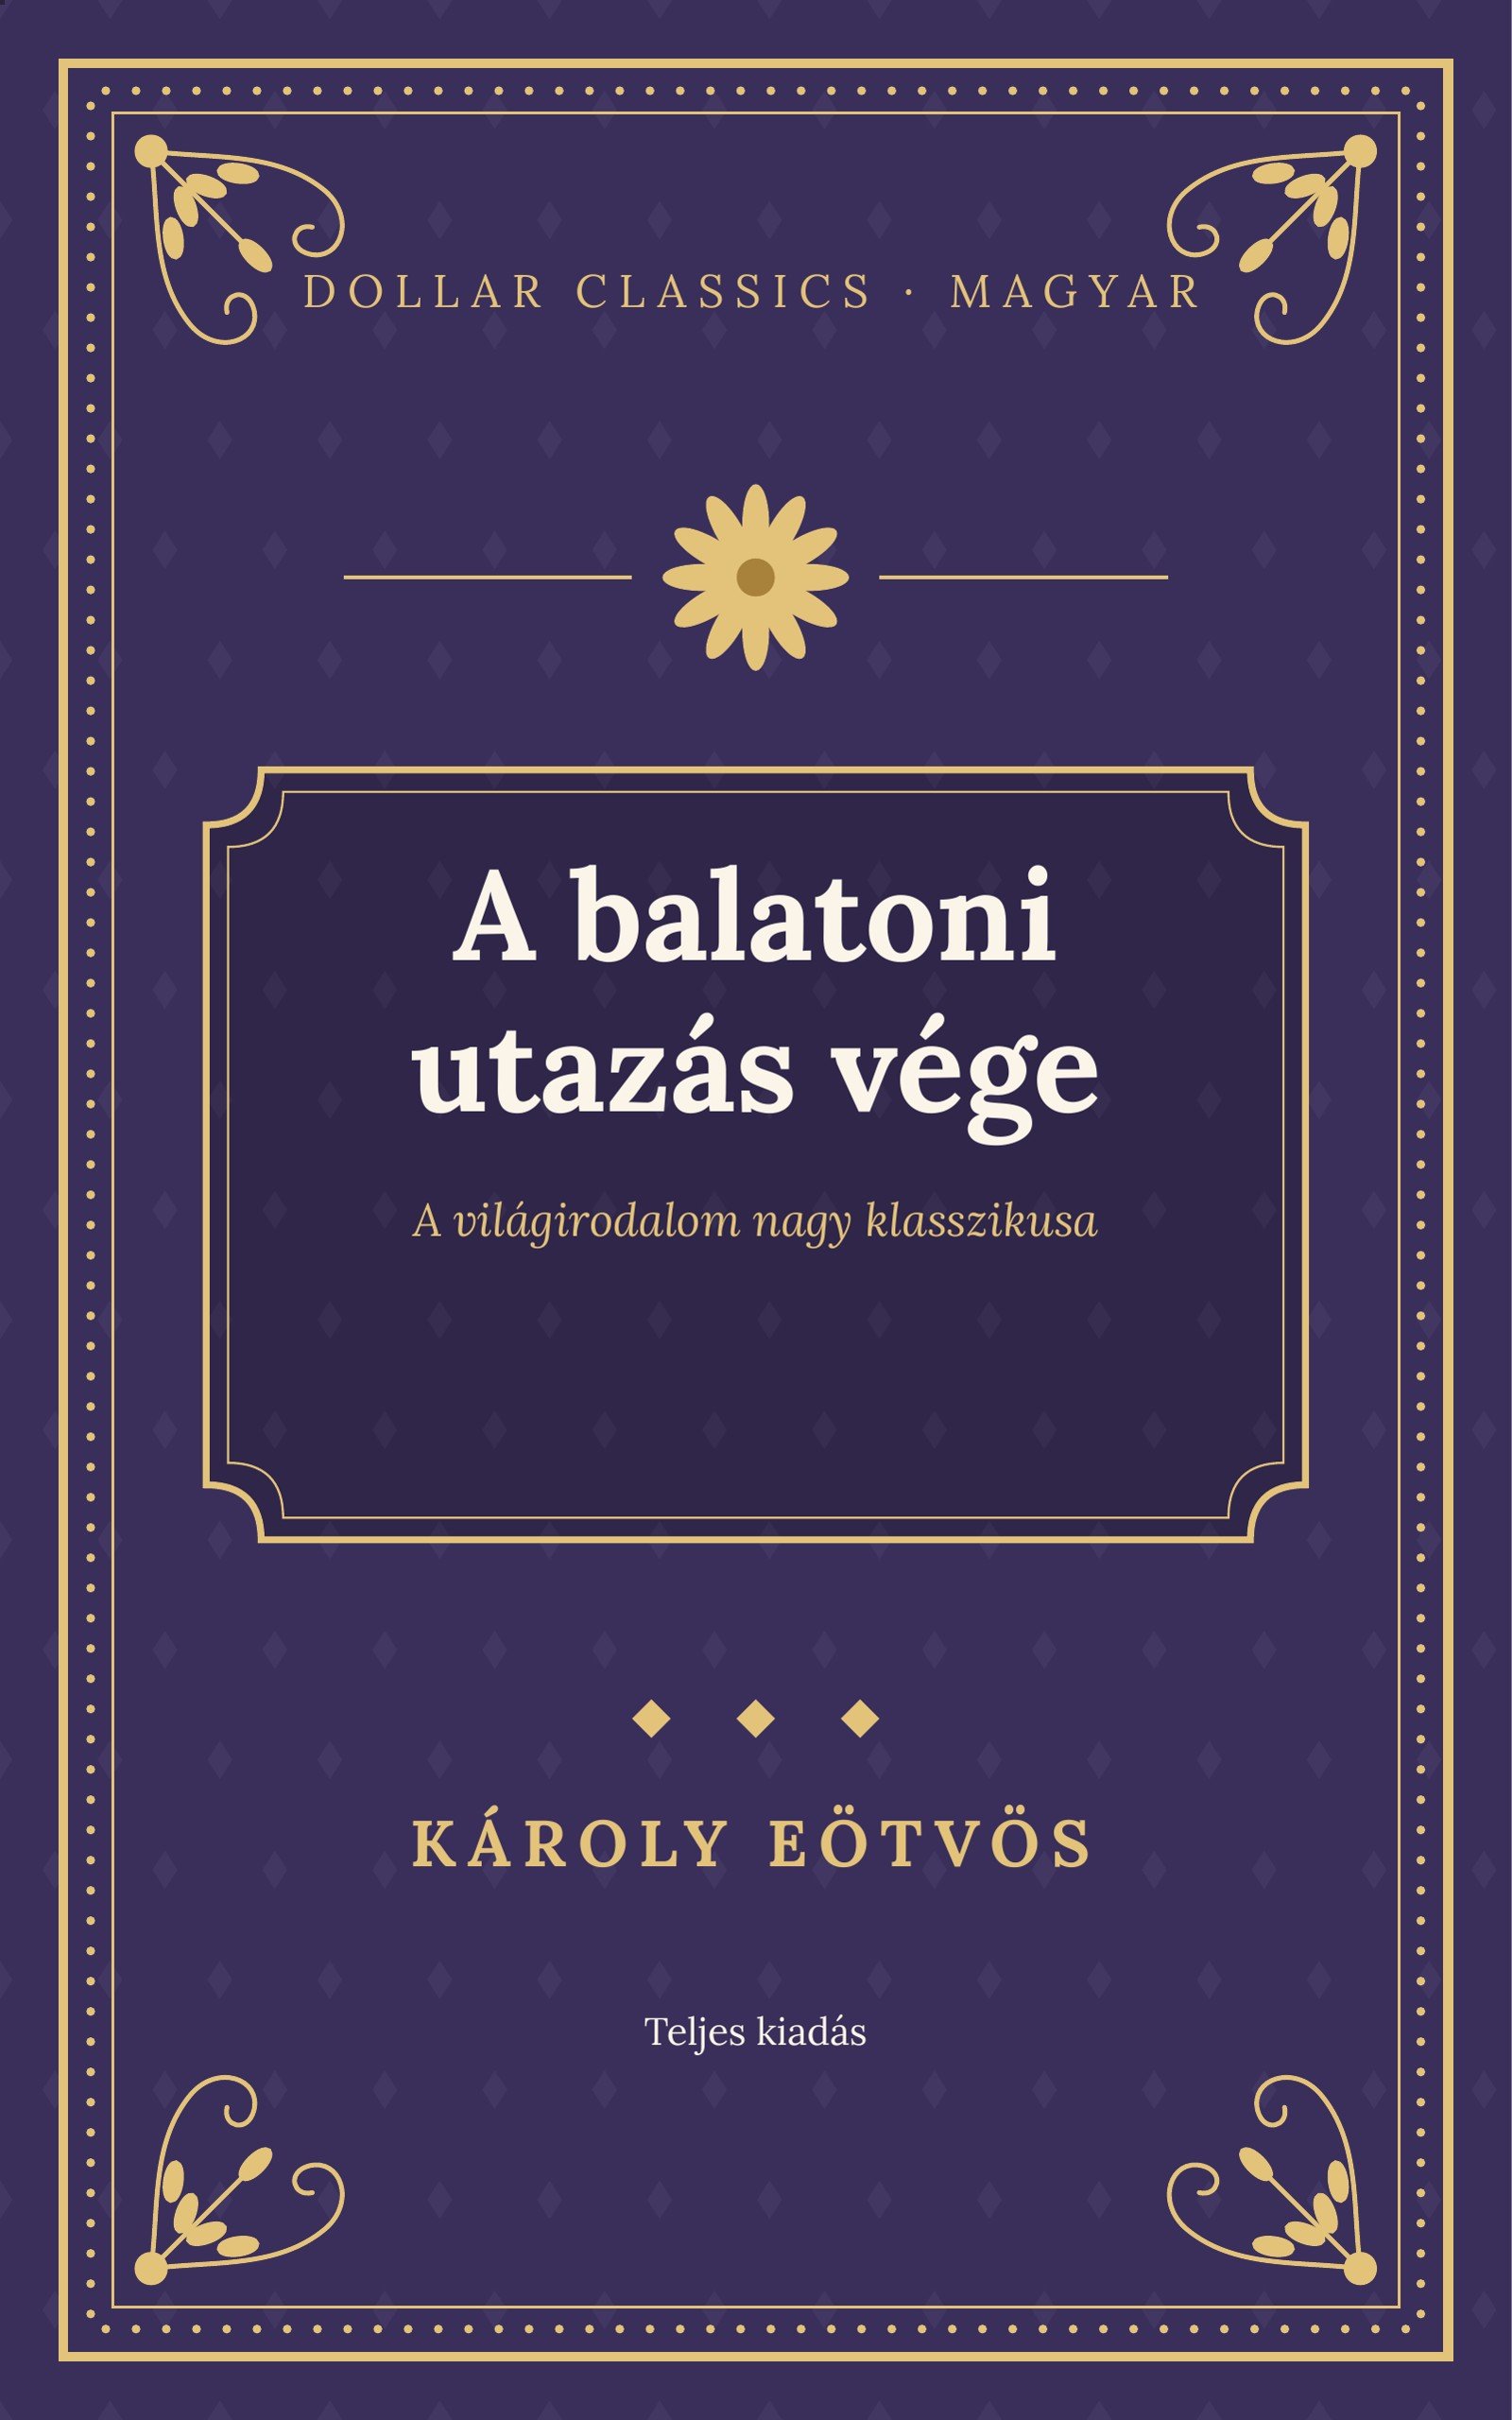 DOLLAR CLASSICS · MAGYAR
A balatoni
utazás vége
A világirodalom nagy klasszikusa
KÁROLY EÖTVÖS
Teljes kiadás